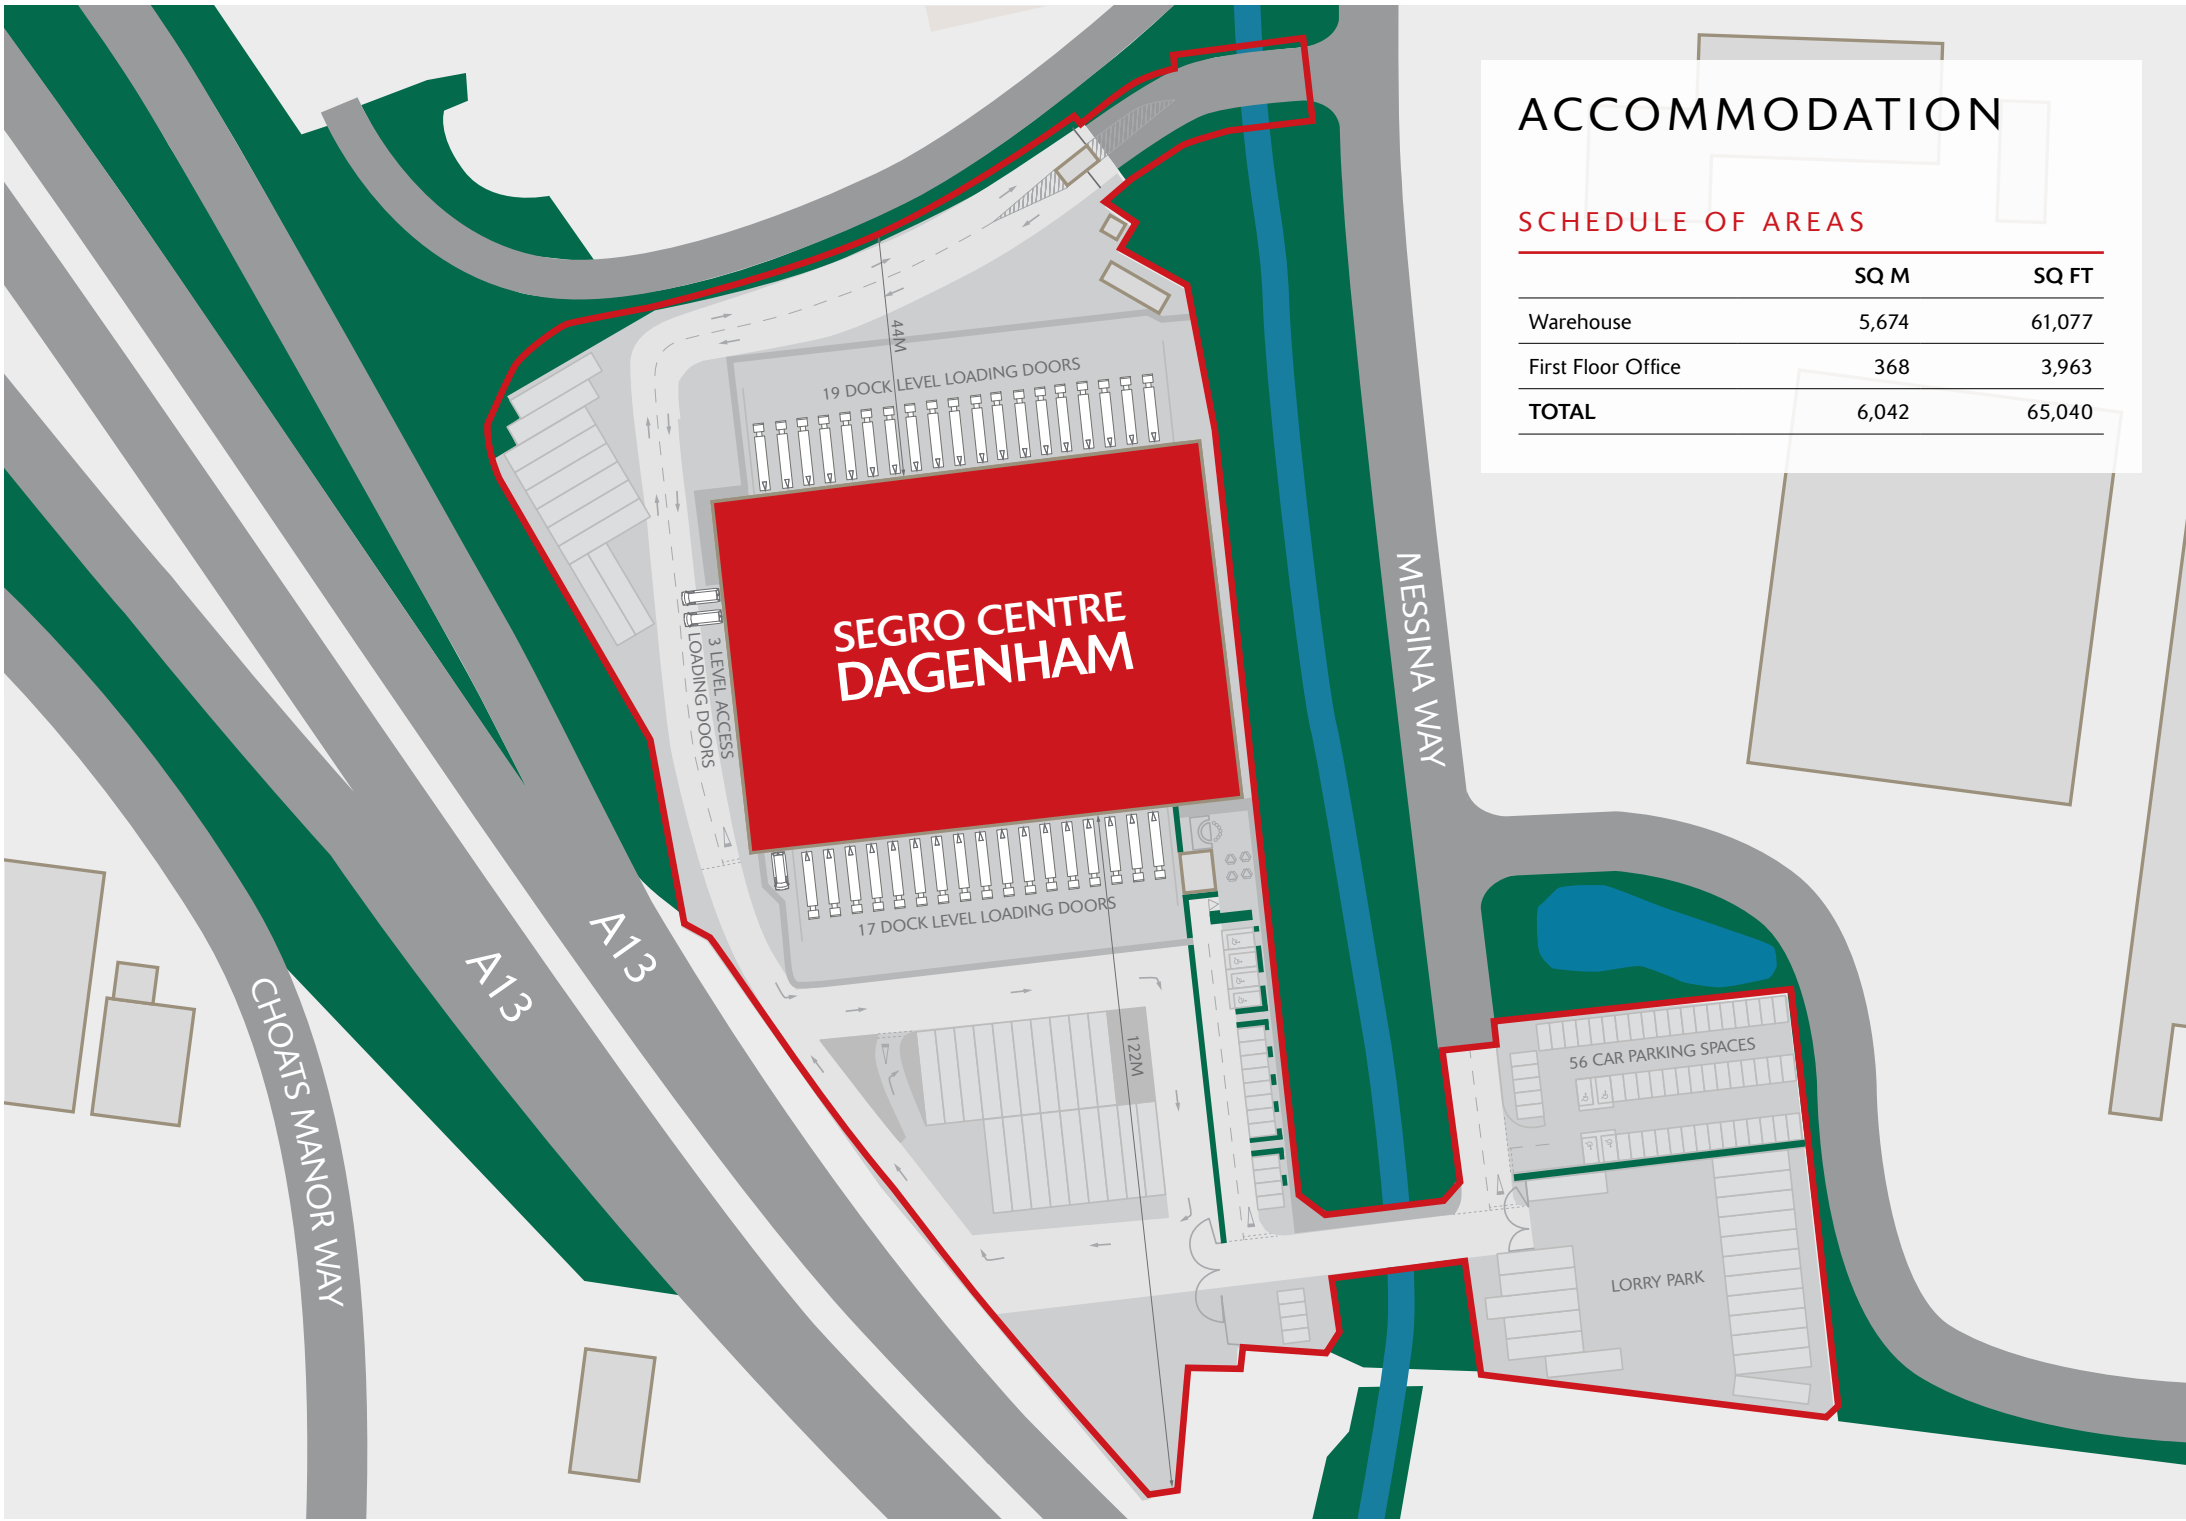 ACCOMMODATION
SCHEDULE OF AREAS
SQ M SQ FT
Warehouse 5,674 61,077
First Floor Office 368 3,963
TOTAL 6,042 65,040
44M
19 DOCK LEVEL LOADING DOORS
SEGRO CENTRE
DAGENHAM
3 LEVEL ACCESS
LOADING DOORS
MESSINA WAY
17 DOCK LEVEL LOADING DOORS
A13
A13
CHOATS MANOR WAY
122M
56 CAR PARKING SPACES
LORRY PARK